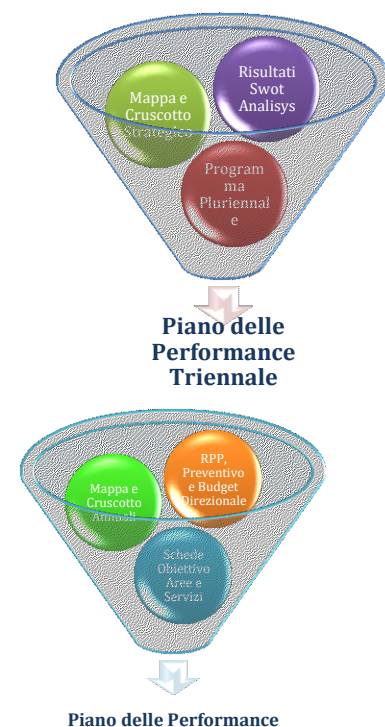 Risultati
Swot
Analisys
Mappa e
Cruscotto
Strategico
Program
ma
Pluriennal
e
Piano delle
Performance
Triennale
RPP,
Preventivo
e Budget
Direzionale
Mappa e
Cruscotto
Annuali
Schede
Obiettivo
Aree e
Servizi
Piano delle Performance